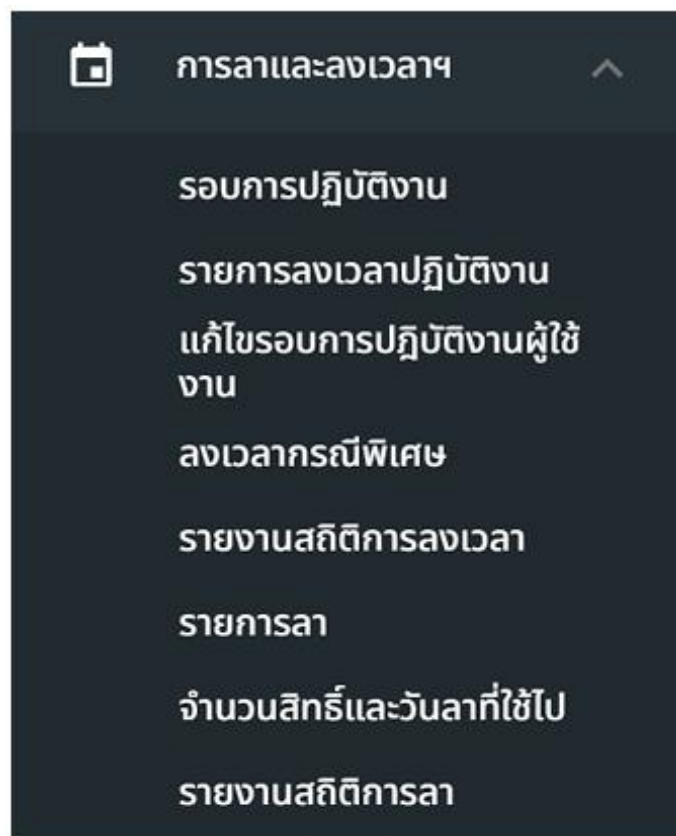 การลาและลงเวลาฯ
รอบการปฏิบัติงาน
รายการลงเวลาปฏิบัติงาน
แก้ไขรอบการปฏิบัติงานผู้ใช้
งาน
ลงเวลากรณีพิเศษ
รายงานสถิติการลงเวลา
รายการลา
จำนวนสิทธิ์และวันลาที่ใช้ไป
รายงานสถิติการลา